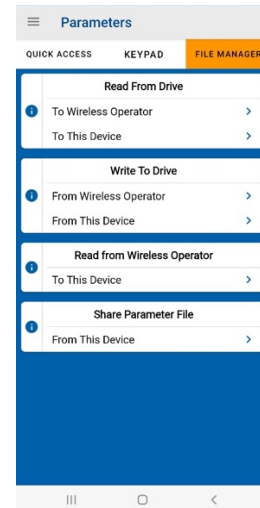 Parameters
QUICK ACCESS KEYPAD FILE MANAGER
Read From Drive
To Wireless Operator
To This Device
Write To Drive
From Wireless Operator
From This Device
Read from Wireless Operator
To This Device
Share Parameter File
From This Device